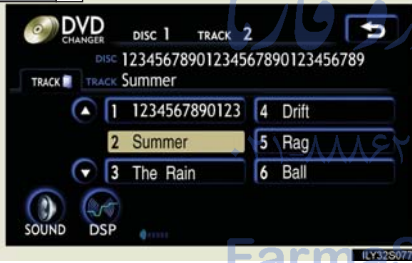 DVD
CHANGER
DISC 1 TRACK 2
DISC 12345678901234567890123456789
TRACK
TRACK Summer
1 1234567890123
2 Summer
3 The Rain
4 Drift
5 Rag
6 Ball
SOUND
DSP
ILY32S077